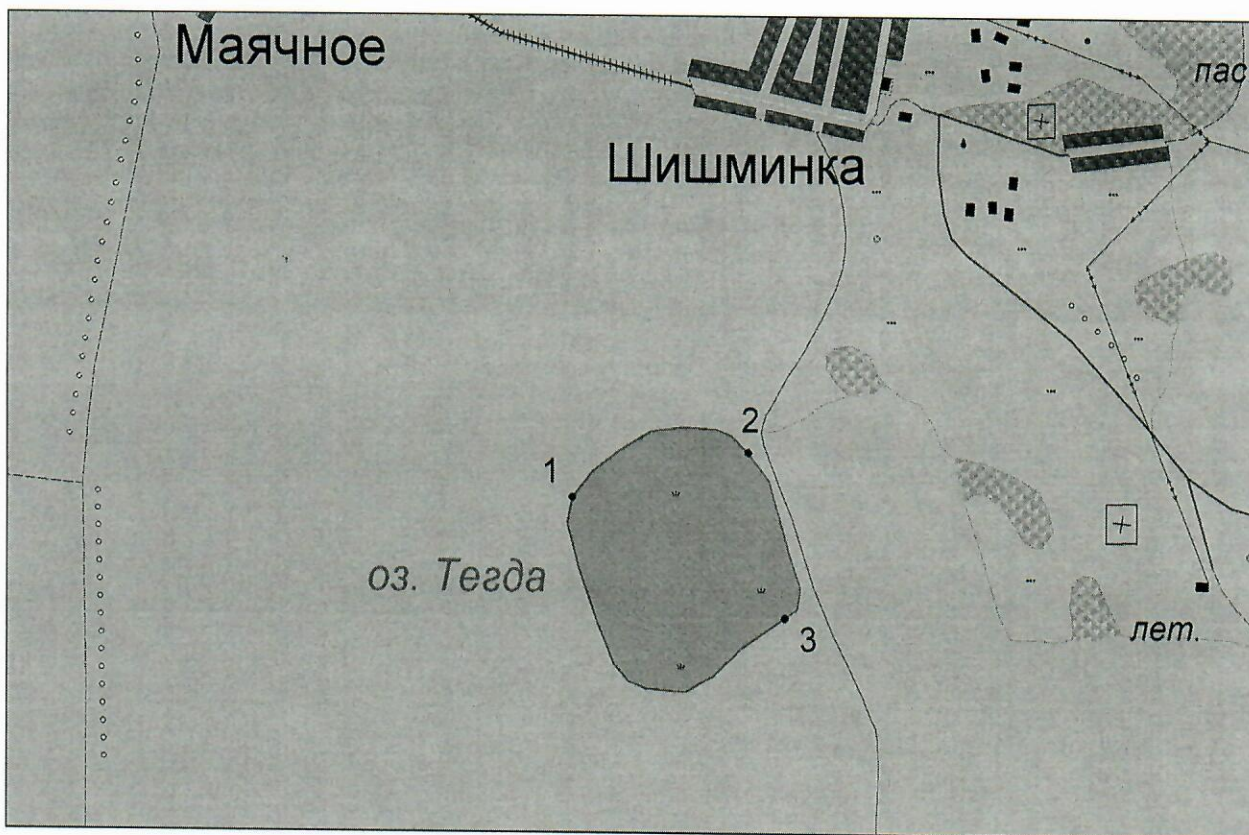 Маячное
пас
Шишминка
2
1
оз. Тегда
3
лет.